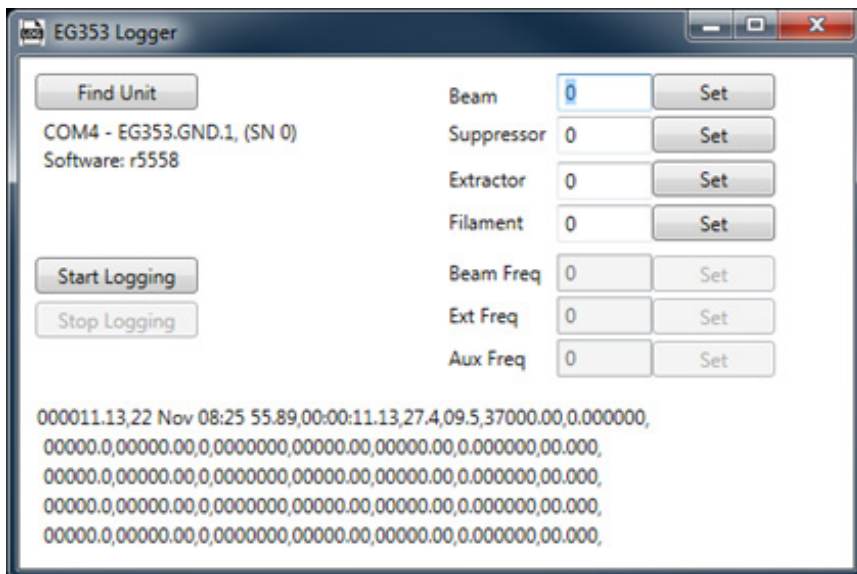 EG353 Logger
Find Unit
COM4 - EG353.GND.1, (SN 0)
Software: r5558
Start Logging
Stop Logging
Beam 0 Set
Suppressor 0 Set
Extractor 0 Set
Filament 0 Set
Beam Freq 0 Set
Ext Freq 0 Set
Aux Freq 0 Set
000011.13,22 Nov 08:25 55.89,00:00:11.13,27.4,09.5,37000.00,0.000000,
00000.0,00000.00,0,0000000,00000.00,00000.00,0.000000,00.000,
00000.0,00000.00,0,0000000,00000.00,00000.00,0.000000,00.000,
00000.0,00000.00,0,0000000,00000.00,00000.00,0.000000,00.000,
00000.0,00000.00,0,0000000,00000.00,00000.00,0.000000,00.000,